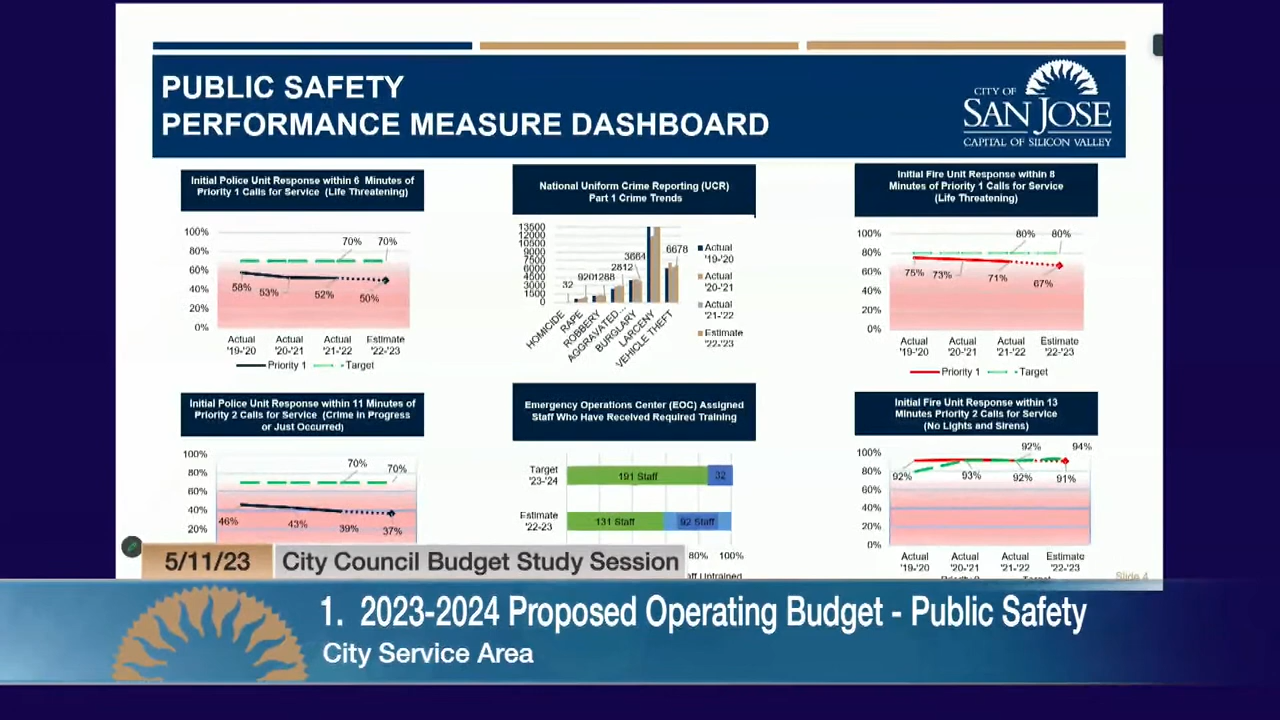 PUBLIC SAFETY
PERFORMANCE MEASURE DASHBOARD
CITY OF
SAN JOSE
CAPITAL OF SILICON VALLEY
Initial Police Unit Response within 6 Minutes of
Priority 1 Calls for Service (Life Threatening)
100%
80%
60%
40%
20%
0%
70%
70%
58%
53%
52%
50%
Actual '19-'20
Actual '20-'21
Actual '21-'22
Estimate '22-'23
Priority 1
Target
National Uniform Crime Reporting (UCR)
Part 1 Crime Trends
13500
12000
10500
9000
7500
6000
4500
3000
1500
0
32
920
1288
2812
3664
6678
HOMICIDE
RAPE
ROBBERY
AGGRAVATED...
BURGLARY
LARCENY
VEHICLE THEFT
Actual '19-'20
Actual '20-'21
Actual '21-'22
Estimate '22-'23
Initial Fire Unit Response within 8
Minutes of Priority 1 Calls for Service
(Life Threatening)
100%
80%
60%
40%
20%
0%
80%
80%
75%
73%
71%
67%
Actual '19-'20
Actual '20-'21
Actual '21-'22
Estimate '22-'23
Priority 1
Target
Initial Police Unit Response within 11 Minutes of
Priority 2 Calls for Service (Crime in Progress
or Just Occurred)
100%
80%
60%
40%
20%
70%
70%
46%
43%
39%
37%
Emergency Operations Center (EOC) Assigned
Staff Who Have Received Required Training
Target '23-'24
191 Staff
32
Estimate '22-23
131 Staff
92 Staff
80%
100%
Initial Fire Unit Response within 13
Minutes Priority 2 Calls for Service
(No Lights and Sirens)
100%
80%
60%
40%
20%
0%
92%
94%
92%
93%
92%
91%
Actual '19-'20
Actual '20-'21
Actual '21-'22
Estimate '22-'23
Slide 4
5/11/23
City Council Budget Study Session
1. 2023-2024 Proposed Operating Budget - Public Safety
City Service Area